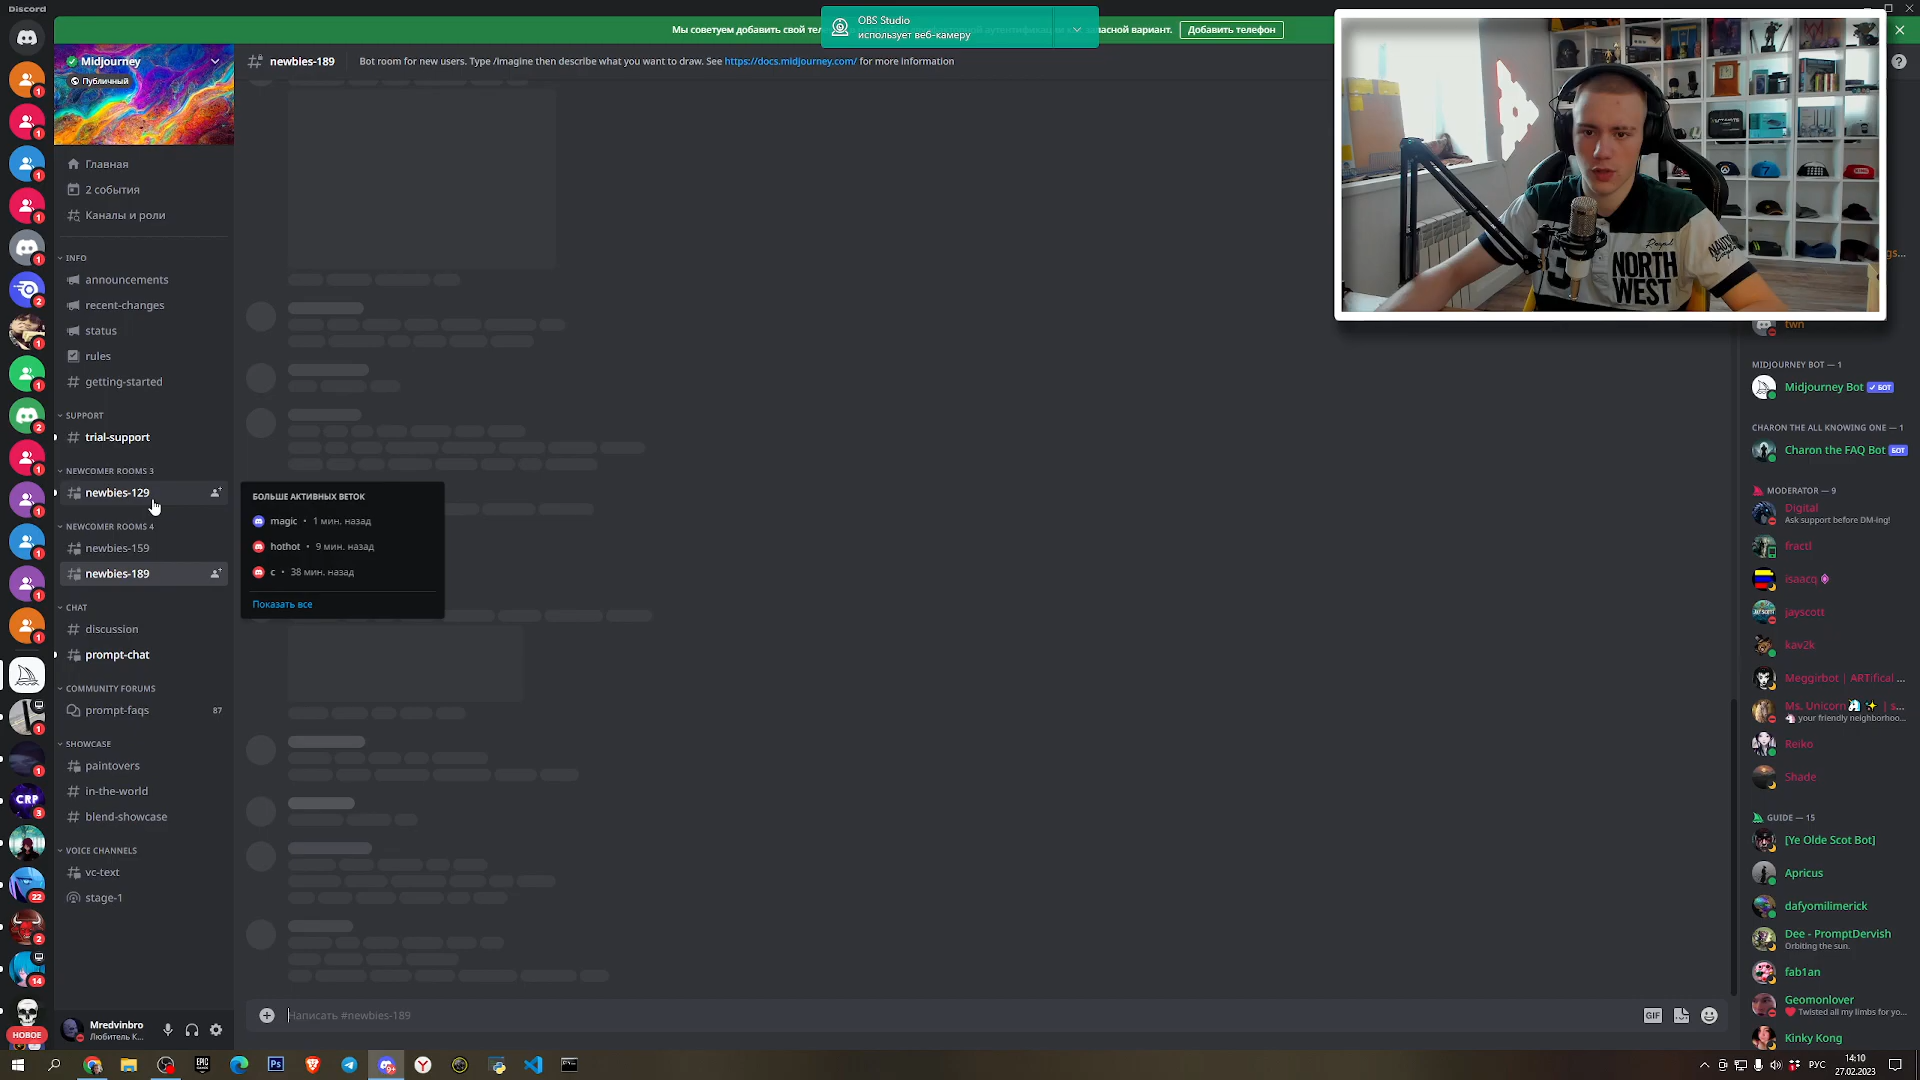 Discord
OBS Studio
использует веб-камеру
Мы советуем добавить свой тел
асной вариант.
Добавить телефон
Midjourney
Публичный
newbies-189
Bot room for new users. Type /imagine then describe what you want to draw. See https://docs.midjourney.com/ for more information
Главная
2 события
Каналы и роли
INFO
announcements
recent-changes
status
rules
getting-started
SUPPORT
trial-support
NEWCOMER ROOMS 3
newbies-129
NEWCOMER ROOMS 4
newbies-159
newbies-189
CHAT
discussion
prompt-chat
COMMUNITY FORUMS
prompt-faqs
87
SHOWCASE
paintovers
in-the-world
blend-showcase
VOICE CHANNELS
vc-text
stage-1
Mredvinbro
Любитель К...
НОВОЕ
CRP
БОЛЬШЕ АКТИВНЫХ ВЕТОК
magic • 1 мин. назад
hothot • 9 мин. назад
c • 38 мин. назад
Показать все
Написать #newbies-189
GIF
NORTH
WEST
twn
MIDJOURNEY BOT — 1
Midjourney Bot
БОТ
CHARON THE ALL KNOWING ONE — 1
Charon the FAQ Bot
БОТ
MODERATOR — 9
Digital
Ask support before DM-ing!
fractl
isaacq
jayscott
kav2k
Meggirbot | ARTifical ...
Ms. Unicorn | s...
your friendly neighborhoo...
Reiko
Shade
GUIDE — 15
[Ye Olde Scot Bot]
Apricus
dafyomilimerick
Dee - PromptDervish
Orbiting the sun.
fab1an
Geomonlover
Twisted all my limbs for yo...
Kinky Kong
РУС
14:10
27.02.2023